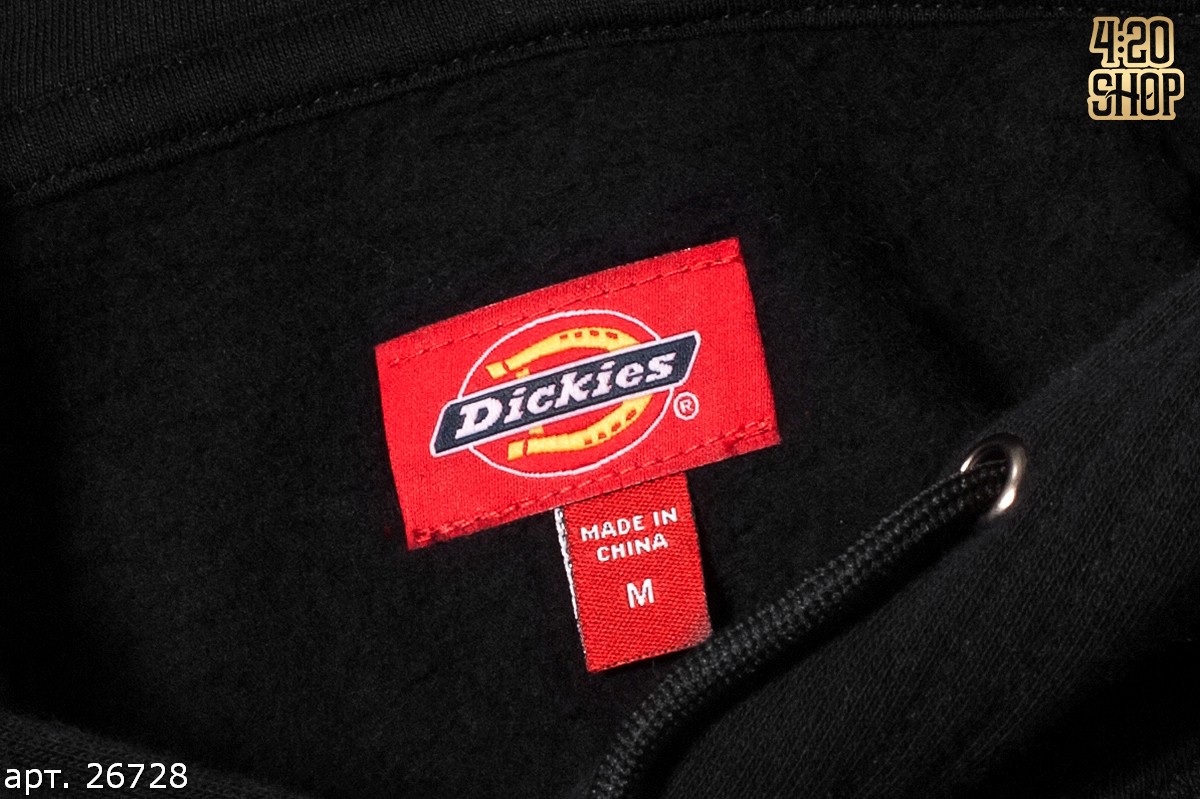 4:20
SHOP
Dickies
®
MADE IN
CHINA
M
арт. 26728